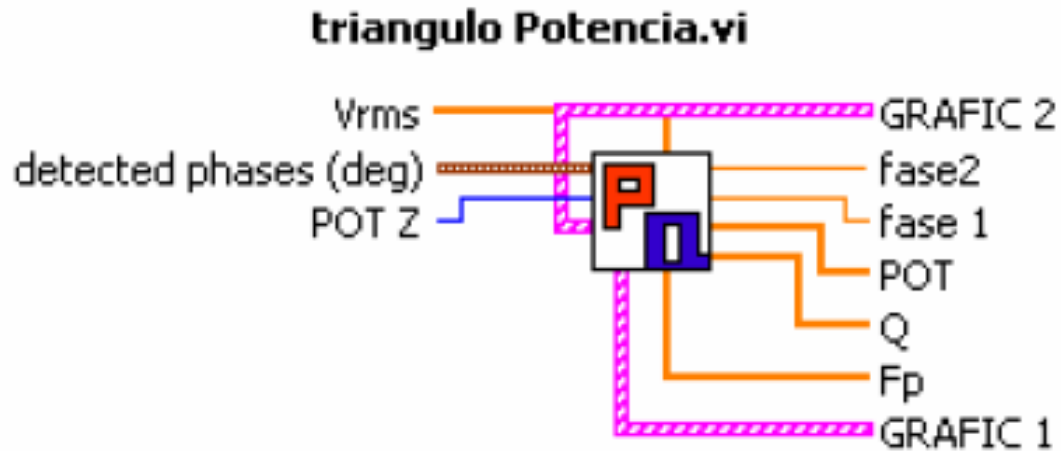 triangulo Potencia.vi
Vrms
detected phases (deg)
POT Z
P
Q
GRAFIC 2
fase2
fase 1
POT
Q
Fp
GRAFIC 1